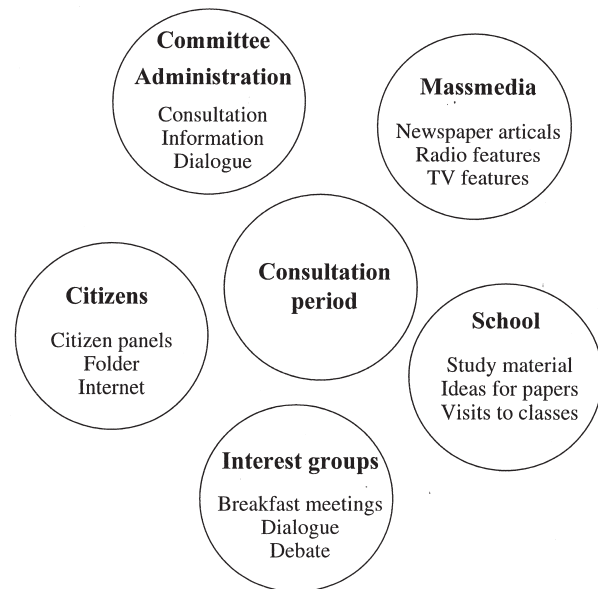 Committee
Administration
Consultation
Information
Dialogue
Massmedia
Newspaper articals
Radio features
TV features
Consultation
period
Citizens
Citizen panels
Folder
Internet
School
Study material
Ideas for papers
Visits to classes
Interest groups
Breakfast meetings
Dialogue
Debate